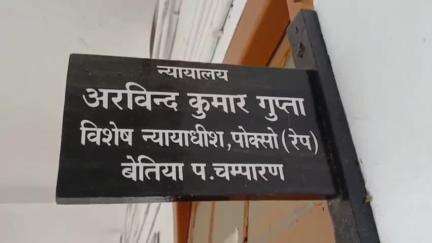 न्यायालय
अरविन्द कुमार गुप्ता
विशेष न्यायाधीश,पोक्सो(रेप)
बेतिया प.चम्पारण